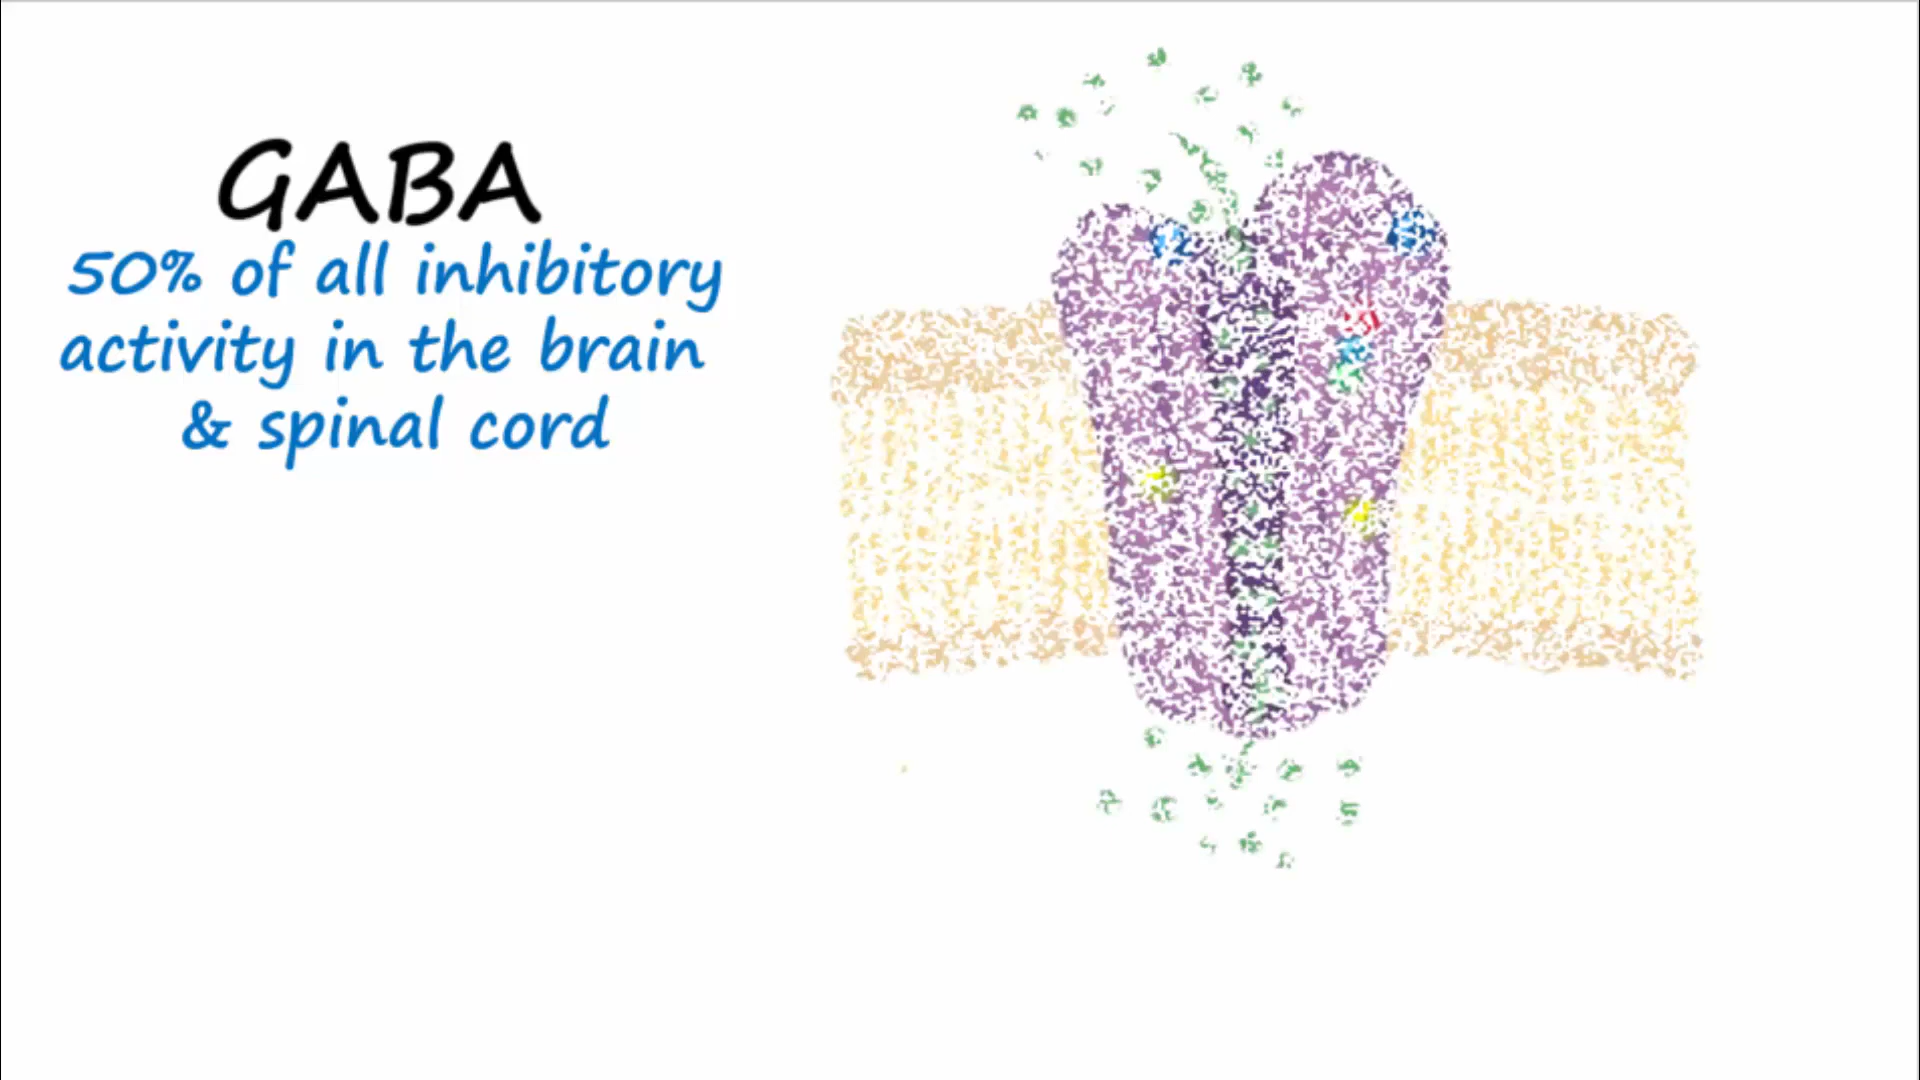 GABA
50% of all inhibitory
activity in the brain
& spinal cord